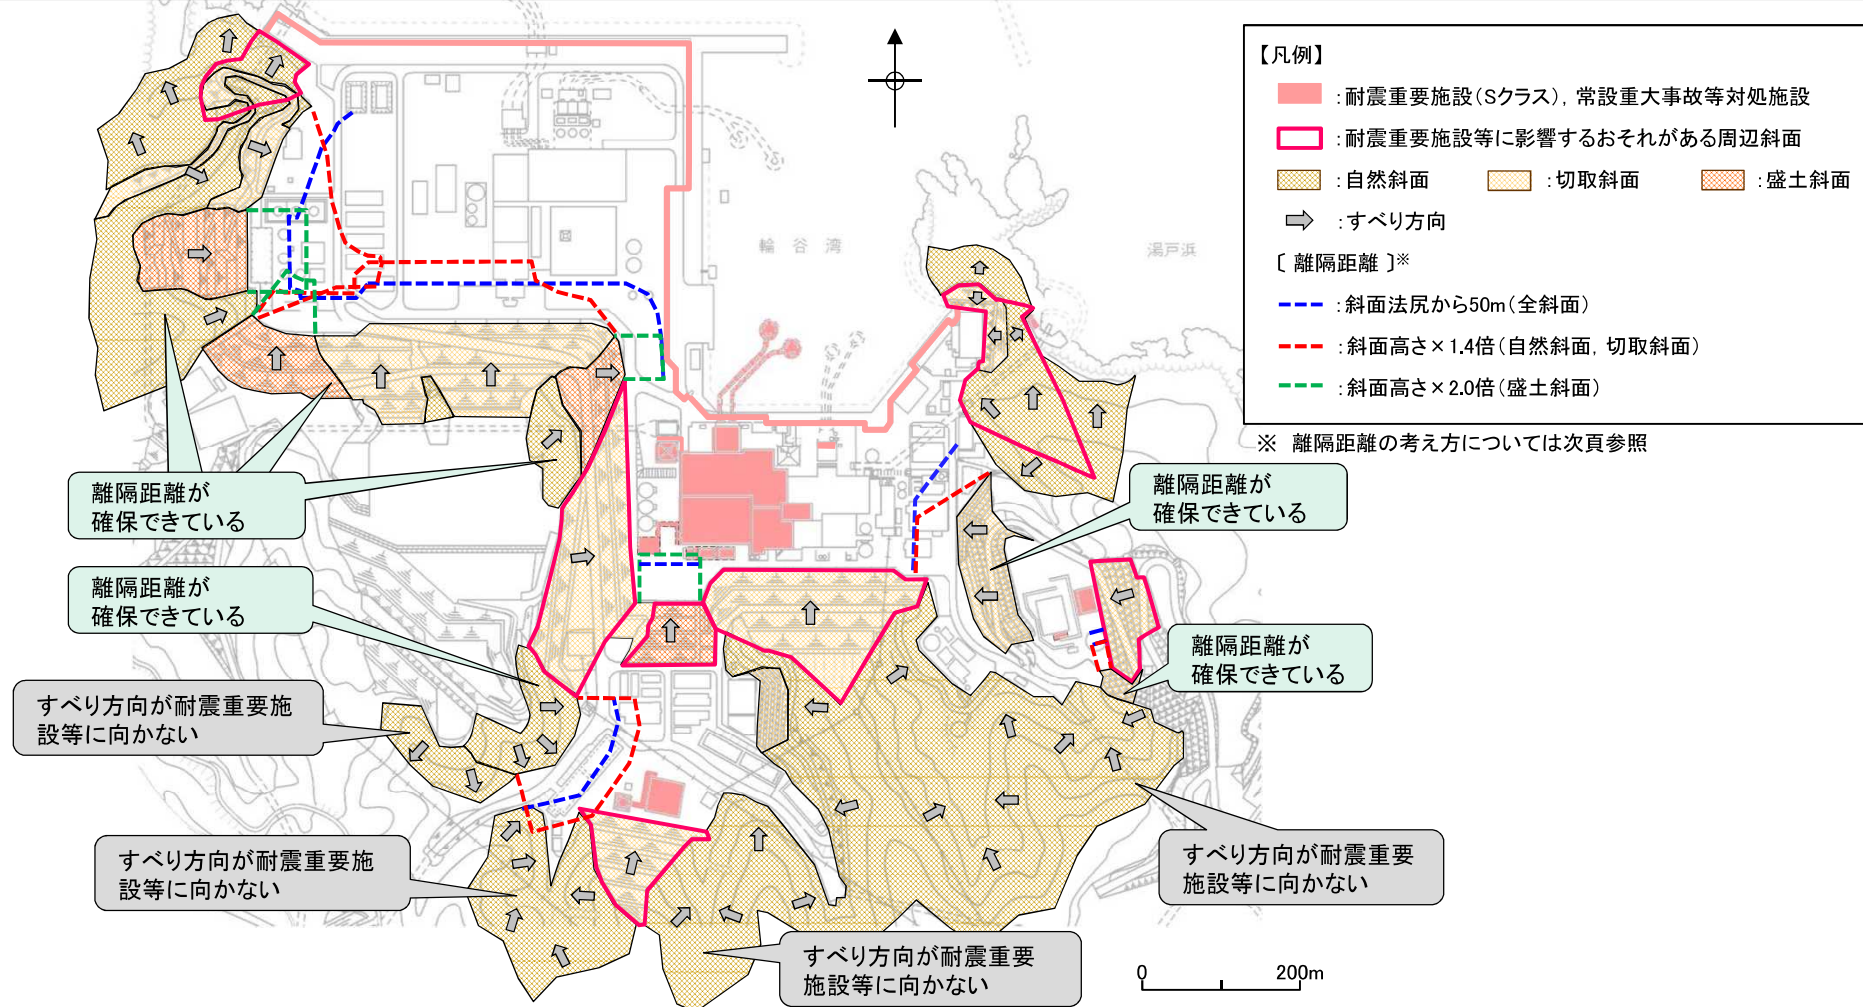 【凡例】
：耐震重要施設（Sクラス），常設重大事故等対処施設
：耐震重要施設等に影響するおそれがある周辺斜面
：自然斜面 ：切取斜面 ：盛土斜面
：すべり方向
〔 離隔距離 〕※
：斜面法尻から50m（全斜面）
：斜面高さ×1.4倍（自然斜面，切取斜面）
：斜面高さ×2.0倍（盛土斜面）
※ 離隔距離の考え方については次頁参照
輪谷湾
湯戸浜
離隔距離が
確保できている
離隔距離が
確保できている
離隔距離が
確保できている
離隔距離が
確保できている
すべり方向が耐震重要施
設等に向かない
すべり方向が耐震重要施
設等に向かない
すべり方向が耐震重要
施設等に向かない
すべり方向が耐震重要
施設等に向かない
0 200m